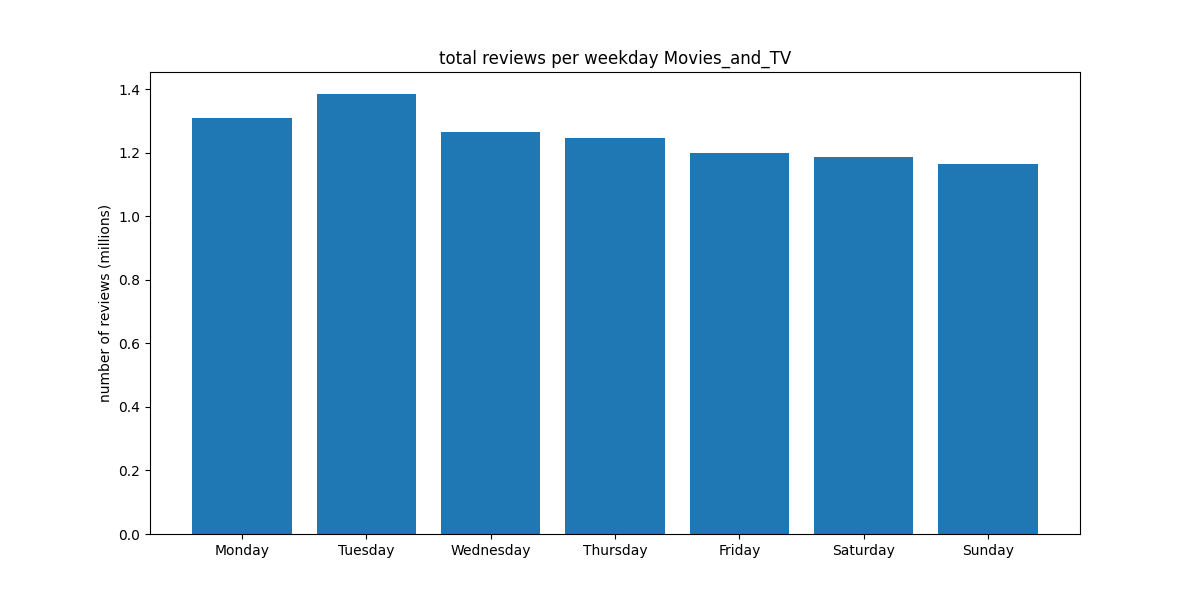 total reviews per weekday Movies_and_TV
number of reviews (millions)
1.4
1.2
1.0
0.8
0.6
0.4
0.2
0.0
Monday Tuesday Wednesday Thursday Friday Saturday Sunday